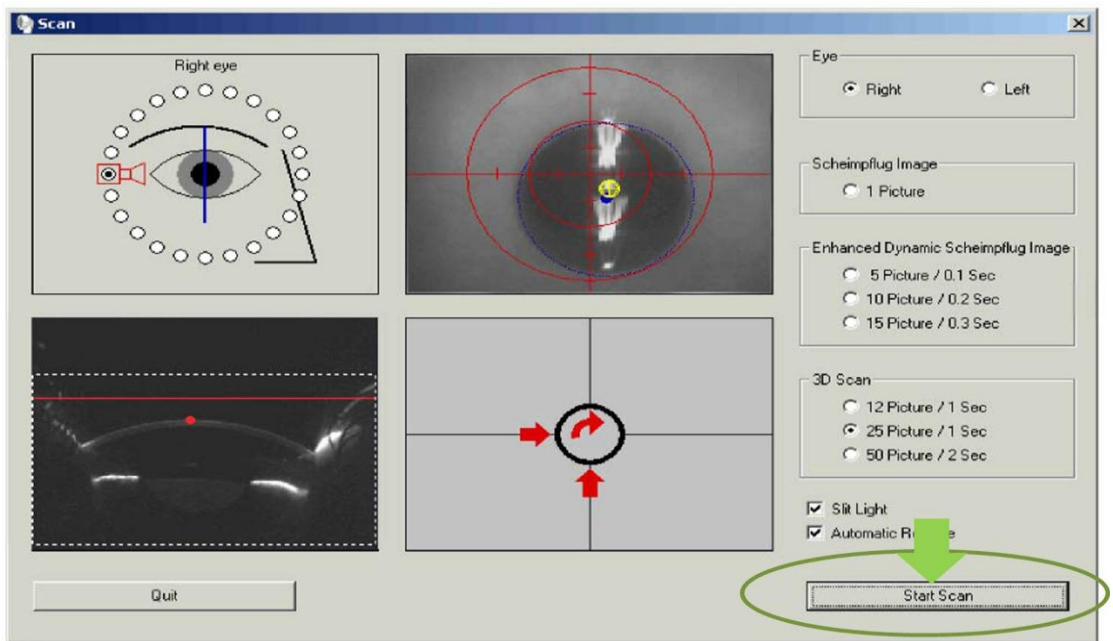 Scan
Right eye
Eye
Right
Left
Scheimpflug Image
1 Picture
Enhanced Dynamic Scheimpflug Image
5 Picture / 0.1 Sec
10 Picture / 0.2 Sec
15 Picture / 0.3 Sec
3D Scan
12 Picture / 1 Sec
25 Picture / 1 Sec
50 Picture / 2 Sec
Slit Light
Automatic
Quit
Start Scan